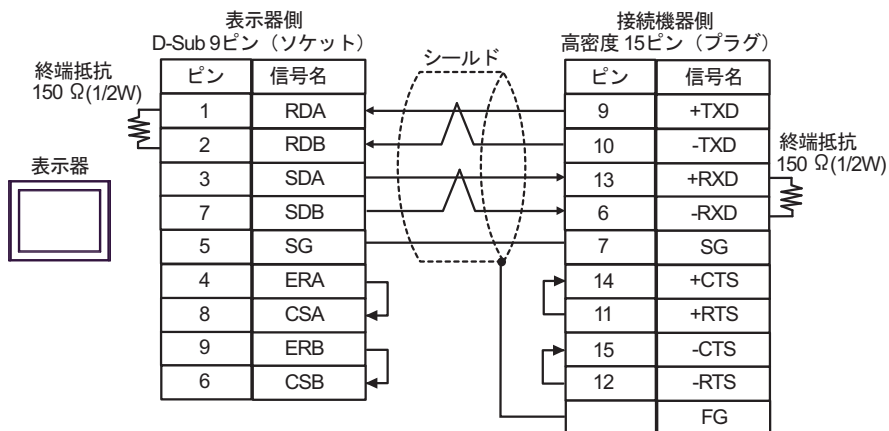 表示器側
D-Sub 9ピン（ソケット）
接続機器側
高密度 15ピン（プラグ）
シールド
終端抵抗
150 Ω(1/2W)
表示器
ピン 信号名
1 RDA
2 RDB
3 SDA
7 SDB
5 SG
4 ERA
8 CSA
9 ERB
6 CSB
ピン 信号名
9 +TXD
10 -TXD
13 +RXD
6 -RXD
7 SG
14 +CTS
11 +RTS
15 -CTS
12 -RTS
FG
終端抵抗
150 Ω(1/2W)